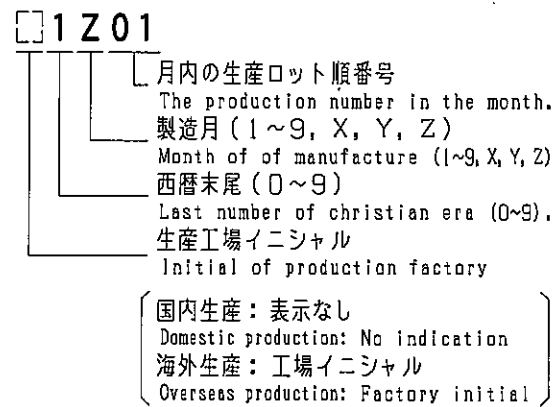 [ ]1Z01
月内の生産ロット順番号
The production number in the month.
製造月(1~9, X, Y, Z)
Month of of manufacture (1~9, X, Y, Z)
西暦末尾(0~9)
Last number of christian era (0~9).
生産工場イニシャル
Initial of production factory
国内生産:表示なし
Domestic production: No indication
海外生産:工場イニシャル
Overseas production: Factory initial